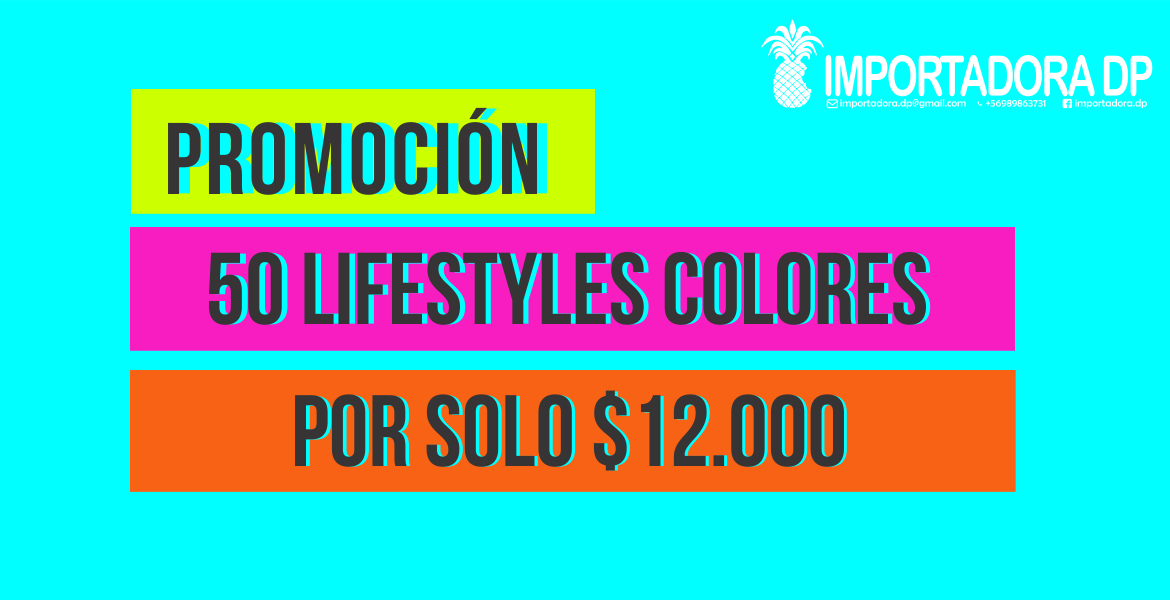 IMPORTADORA DP
importadora.dp@gmail.com +56989863731 importadora.dp
PROMOCIÓN
50 LIFESTYLES COLORES
POR SOLO $12.000